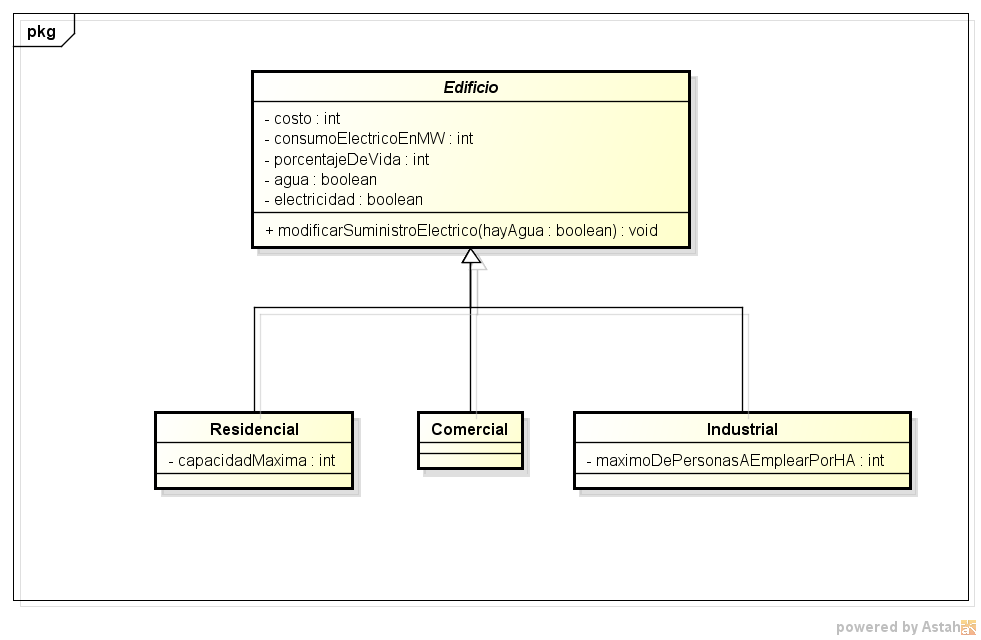 pkg
Edificio
- costo : int
- consumoElectricoEnMW : int
- porcentajeDeVida : int
- agua : boolean
- electricidad : boolean
+ modificarSuministroElectrico(hayAgua : boolean) : void
Residencial
- capacidadMaxima : int
Comercial
Industrial
- maximoDePersonasAEmplearPorHA : int
powered by Astah